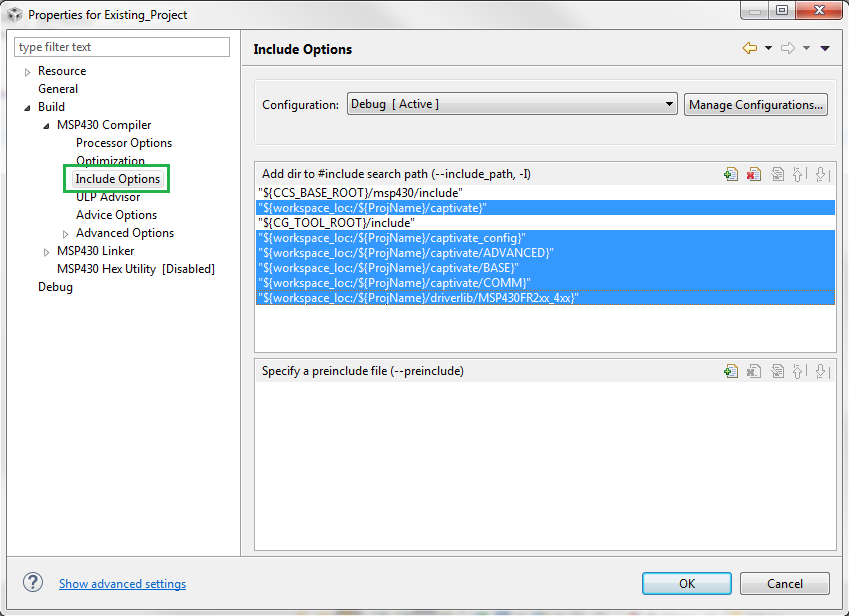 Properties for Existing_Project
type filter text
Resource
General
Build
MSP430 Compiler
Processor Options
Optimization
Include Options
ULP Advisor
Advice Options
Advanced Options
MSP430 Linker
MSP430 Hex Utility [Disabled]
Debug
Include Options
Configuration:
Debug [ Active ]
Manage Configurations...
Add dir to #include search path (--include_path, -I)
"${CCS_BASE_ROOT}/msp430/include"
"${workspace_loc:/${ProjName}/captivate}"
"${CG_TOOL_ROOT}/include"
"${workspace_loc:/${ProjName}/captivate_config}"
"${workspace_loc:/${ProjName}/captivate/ADVANCED}"
"${workspace_loc:/${ProjName}/captivate/BASE}"
"${workspace_loc:/${ProjName}/captivate/COMM}"
"${workspace_loc:/${ProjName}/driverlib/MSP430FR2xx_4xx}"
Specify a preinclude file (--preinclude)
?
Show advanced settings
OK
Cancel